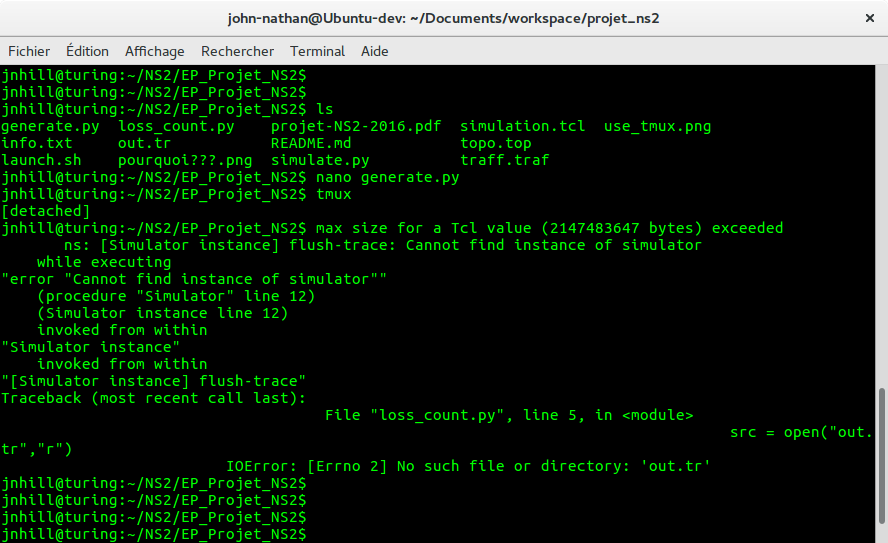 john-nathan@Ubuntu-dev: ~/Documents/workspace/projet_ns2
Fichier Édition Affichage Rechercher Terminal Aide
jnhill@turing:~/NS2/EP_Projet_NS2$
jnhill@turing:~/NS2/EP_Projet_NS2$
jnhill@turing:~/NS2/EP_Projet_NS2$ ls
generate.py  loss_count.py    projet-NS2-2016.pdf  simulation.tcl  use_tmux.png
info.txt     out.tr           README.md            topo.top
launch.sh    pourquoi???.png  simulate.py          traff.traf
jnhill@turing:~/NS2/EP_Projet_NS2$ nano generate.py
jnhill@turing:~/NS2/EP_Projet_NS2$ tmux
[detached]
jnhill@turing:~/NS2/EP_Projet_NS2$ max size for a Tcl value (2147483647 bytes) exceeded
ns: [Simulator instance] flush-trace: Cannot find instance of simulator
while executing
"error "Cannot find instance of simulator""
(procedure "Simulator" line 12)
(Simulator instance line 12)
invoked from within
"Simulator instance"
invoked from within
"[Simulator instance] flush-trace"
Traceback (most recent call last):
File "loss_count.py", line 5, in <module>
src = open("out.
tr","r")
IOError: [Errno 2] No such file or directory: 'out.tr'
jnhill@turing:~/NS2/EP_Projet_NS2$
jnhill@turing:~/NS2/EP_Projet_NS2$
jnhill@turing:~/NS2/EP_Projet_NS2$
jnhill@turing:~/NS2/EP_Projet_NS2$